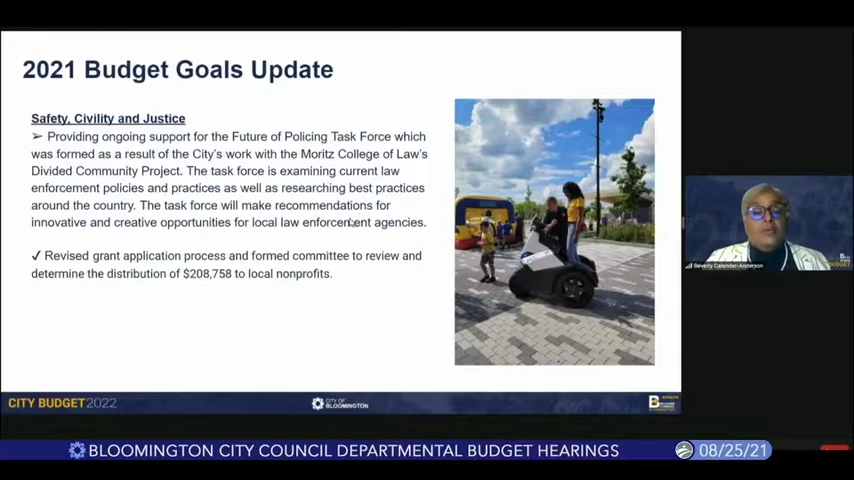 2021 Budget Goals Update
Safety, Civility and Justice
➢ Providing ongoing support for the Future of Policing Task Force which
was formed as a result of the City's work with the Moritz College of Law's
Divided Community Project. The task force is examining current law
enforcement policies and practices as well as researching best practices
around the country. The task force will make recommendations for
innovative and creative opportunities for local law enforcement agencies.
✓ Revised grant application process and formed committee to review and
determine the distribution of $208,758 to local nonprofits.
Beverly Calender-Anderson
CITY BUDGET2022
CITY OF
BLOOMINGTON
BLOOMINGTON CITY COUNCIL DEPARTMENTAL BUDGET HEARINGS
08/25/21